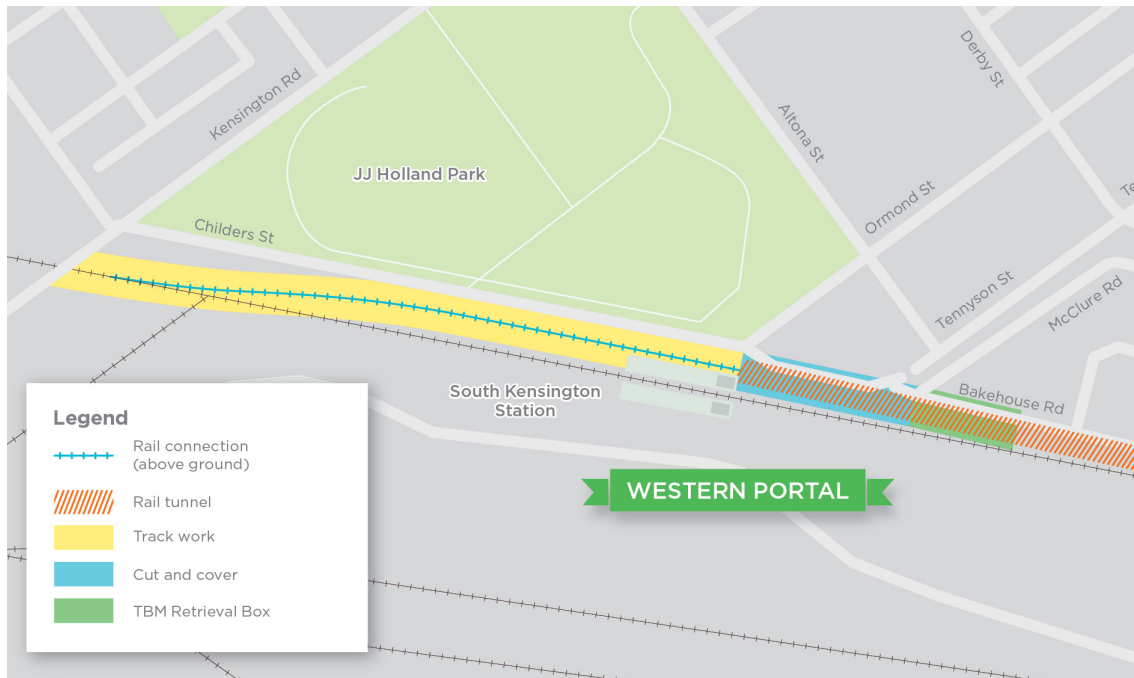 Kensington Rd
Derby St
Altona St
JJ Holland Park
Ormond St
Childers St
Tennyson St
McClure Rd
South Kensington
Station
Bakehouse Rd
WESTERN PORTAL
Legend
Rail connection
(above ground)
Rail tunnel
Track work
Cut and cover
TBM Retrieval Box